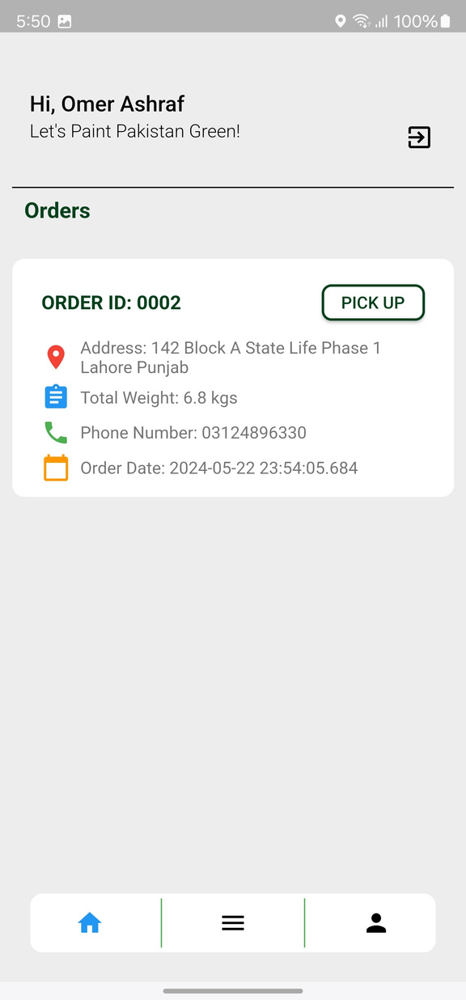 5:50
100%
Hi, Omer Ashraf
Let's Paint Pakistan Green!
Orders
ORDER ID: 0002
PICK UP
Address: 142 Block A State Life Phase 1
Lahore Punjab
Total Weight: 6.8 kgs
Phone Number: 03124896330
Order Date: 2024-05-22 23:54:05.684